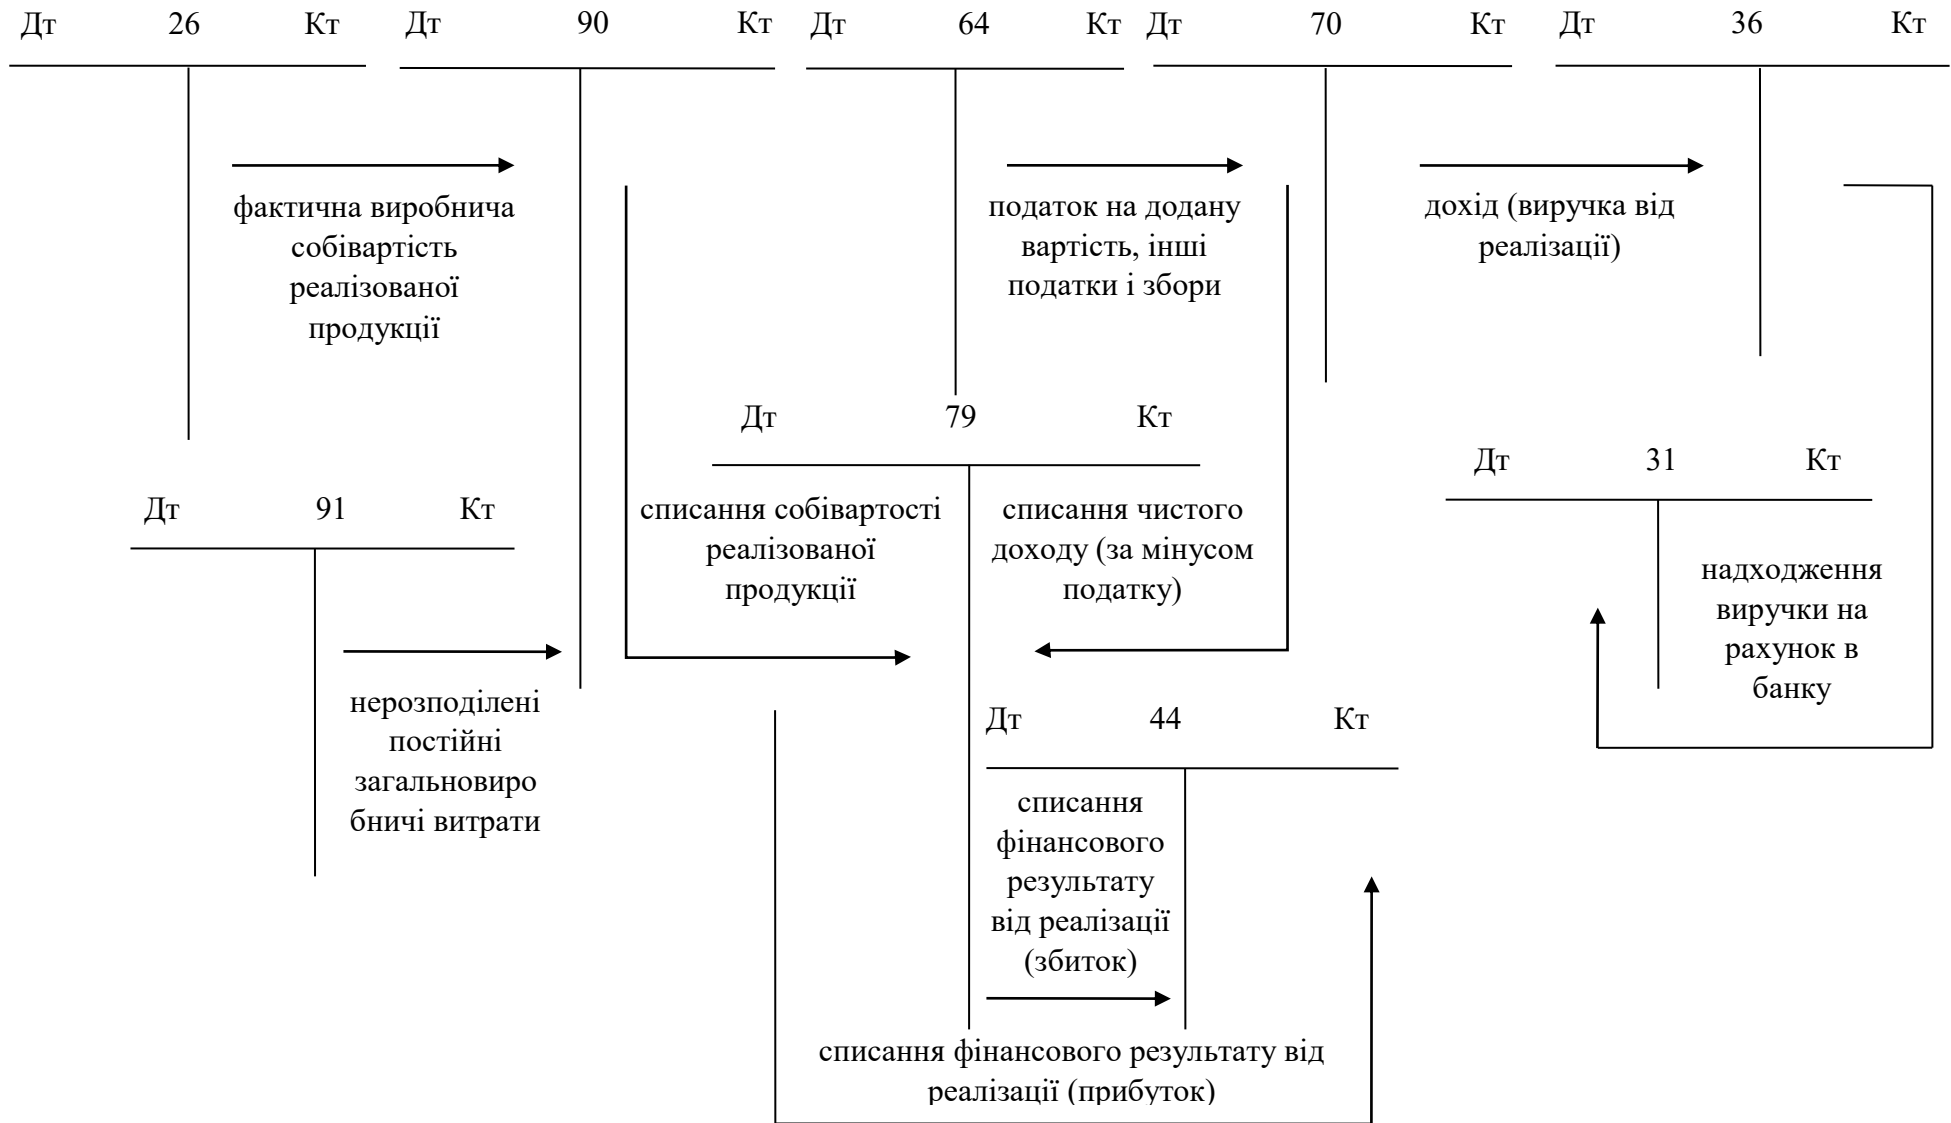 Дт 26 Кт
Дт 90 Кт
Дт 64 Кт
Дт 70 Кт
Дт 36 Кт
фактична виробнича
собівартість
реалізованої
продукції
податок на додану
вартість, інші
податки і збори
дохід (виручка від
реалізації)
Дт 79 Кт
Дт 31 Кт
Дт 91 Кт
списання собівартості
реалізованої
продукції
списання чистого
доходу (за мінусом
податку)
надходження
виручки на
рахунок в
банку
нерозподілені
постійні
загальновиро
бничі витрати
Дт 44 Кт
списання
фінансового
результату
від реалізації
(збиток)
списання фінансового результату від
реалізації (прибуток)